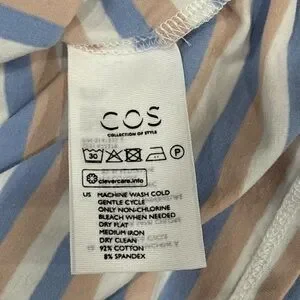 COS
COLLECTION OF STYLE
30
P
clevercare.info
US MACHINE WASH COLD
GENTLE CYCLE
ONLY NON-CHLORINE
BLEACH WHEN NEEDED
DRY FLAT
MEDIUM IRON
DRY CLEAN
92% COTTON
8% SPANDEX